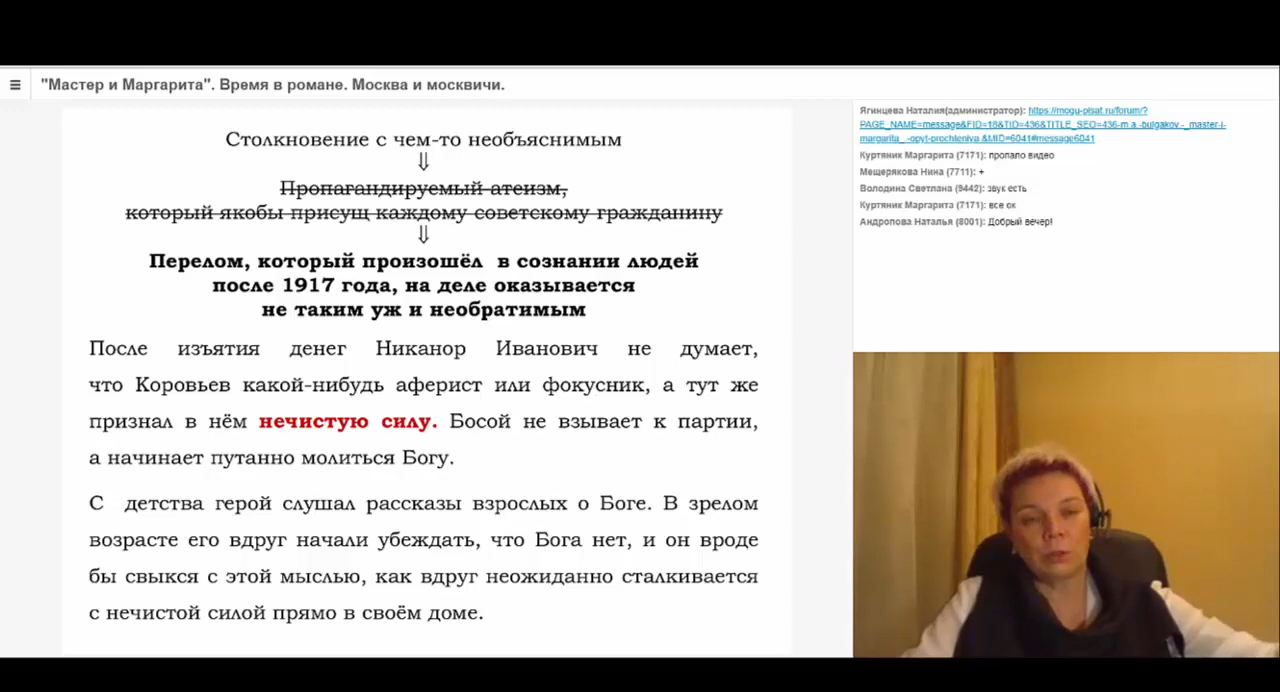 "Мастер и Маргарита". Время в романе. Москва и москвичи.
Столкновение с чем-то необъяснимым
⇓
Пропагандируемый атеизм,
который якобы присущ каждому советскому гражданину
⇓
Перелом, который произошёл в сознании людей
после 1917 года, на деле оказывается
не таким уж и необратимым
После изъятия денег Никанор Иванович не думает,
что Коровьев какой-нибудь аферист или фокусник, а тут же
признал в нём нечистую силу. Босой не взывает к партии,
а начинает путанно молиться Богу.
С детства герой слушал рассказы взрослых о Боге. В зрелом
возрасте его вдруг начали убеждать, что Бога нет, и он вроде
бы свыкся с этой мыслью, как вдруг неожиданно сталкивается
с нечистой силой прямо в своём доме.
Ягинцева Наталия(администратор): https://mogu-pisat.ru/forum/?
PAGE_NAME=message&FID=18&TID=436&TITLE_SEO=436-m.a.-bulgakov.-_master-i-
margarita_.-opyt-prochteniva.&MID=6041#message6041
Куртяник Маргарита (7171): пропало видео
Мещерякова Нина (7711): +
Володина Светлана (9442): звук есть
Куртяник Маргарита (7171): все ок
Андропова Наталья (8001): Добрый вечер!